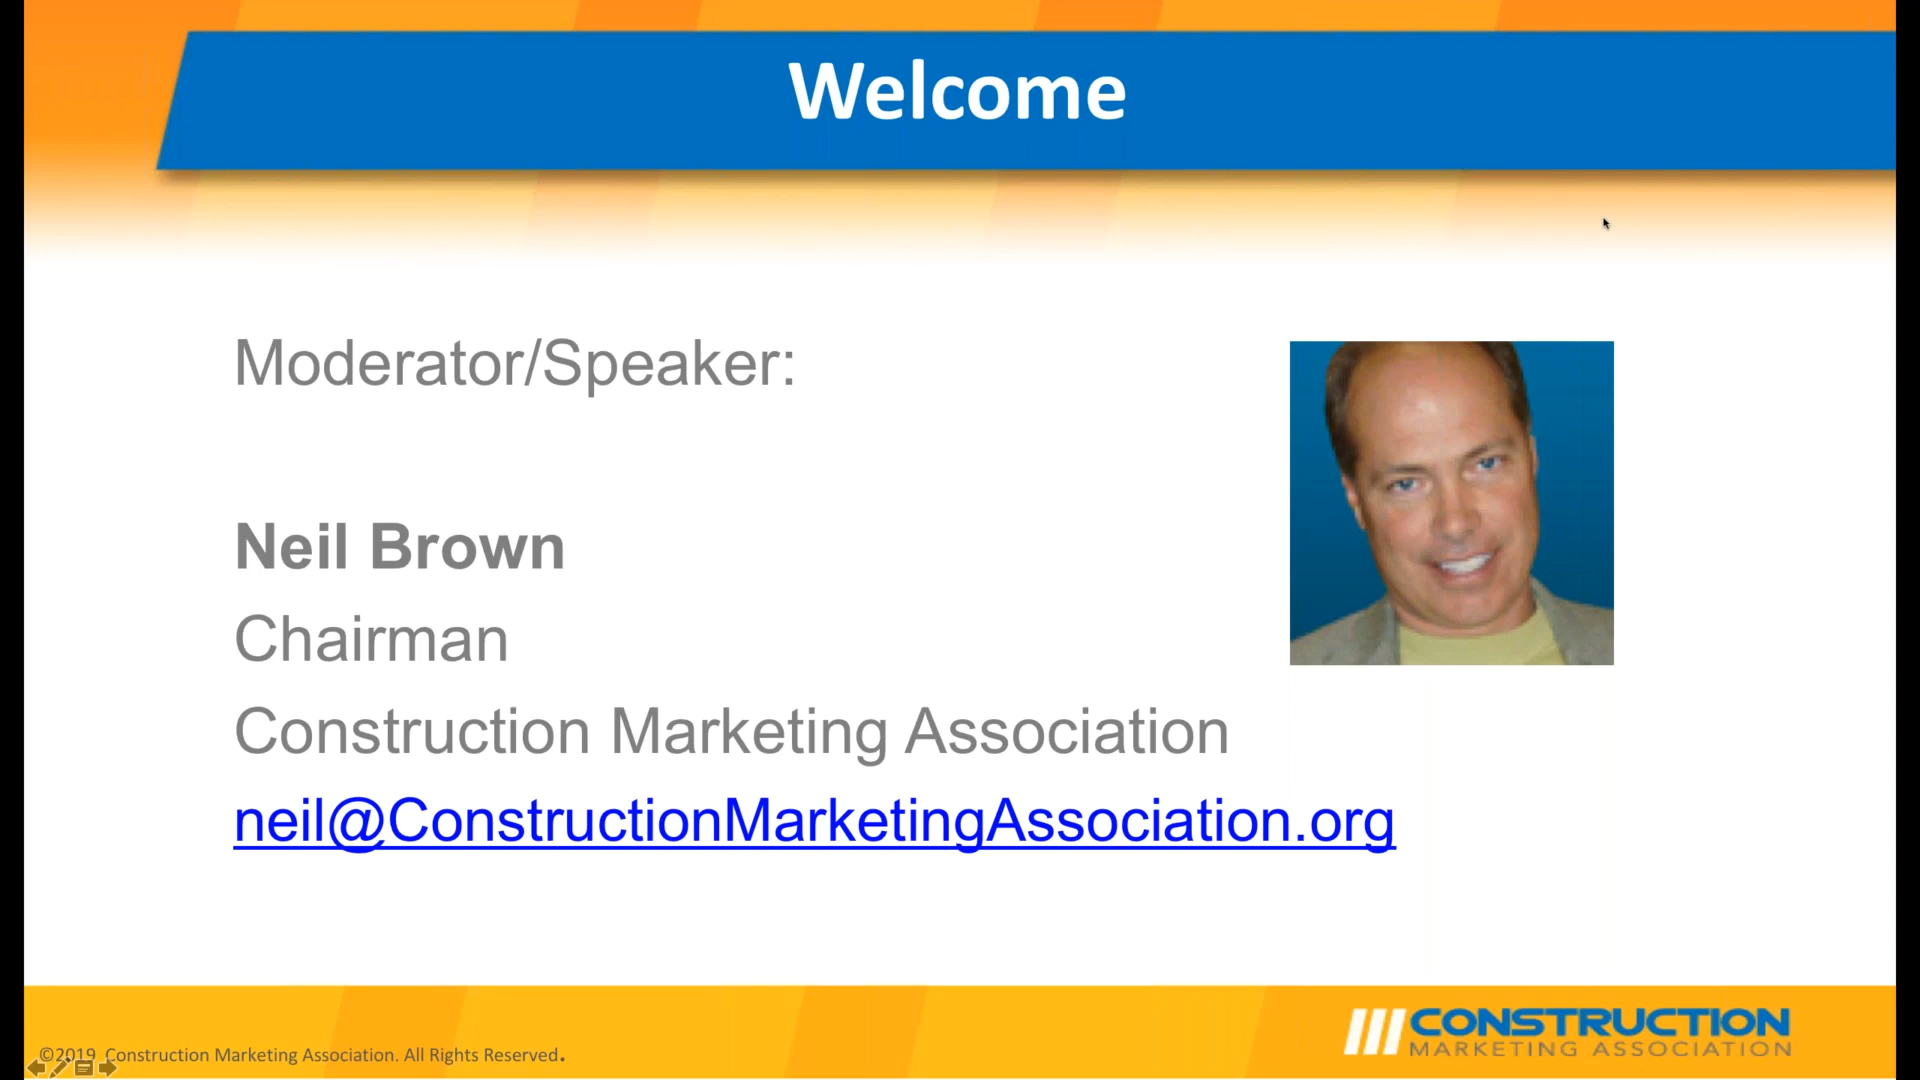 Welcome
Moderator/Speaker:
Neil Brown
Chairman
Construction Marketing Association
neil@ConstructionMarketingAssociation.org
©2019 Construction Marketing Association. All Rights Reserved.
CONSTRUCTION
MARKETING ASSOCIATION